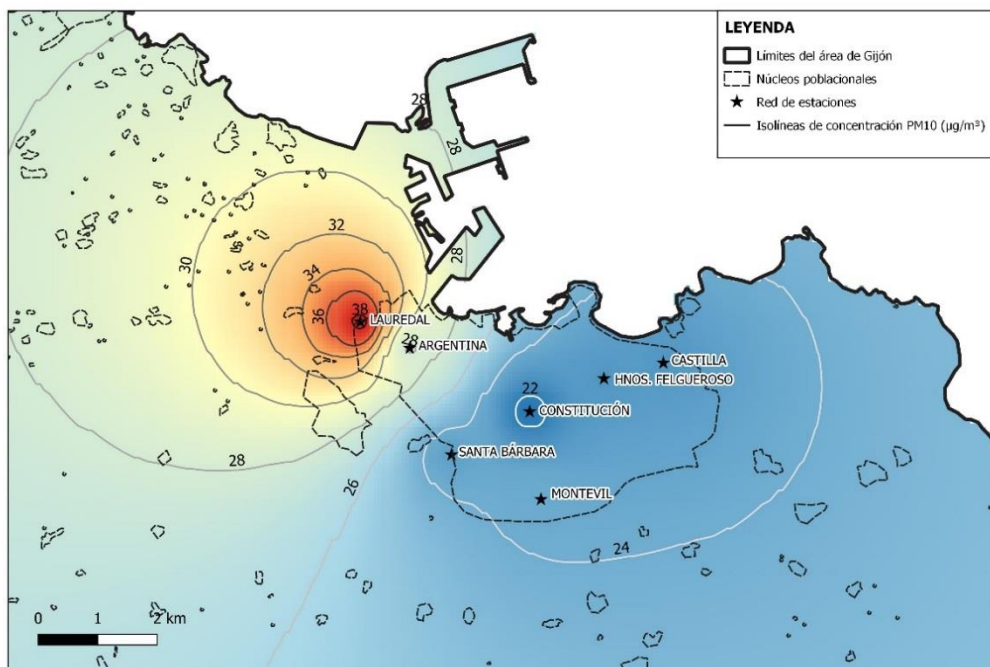 LEYENDA
Límites del área de Gijón
Núcleos poblacionales
Red de estaciones
Isolíneas de concentración PM10 (µg/m³)
28
28
32
30
28
34
38
36
LAUREDAL
28
ARGENTINA
CASTILLA
HNOS. FELGUEROSO
22
CONSTITUCIÓN
SANTA BÁRBARA
28
26
MONTEVIL
24
0 1 2 km